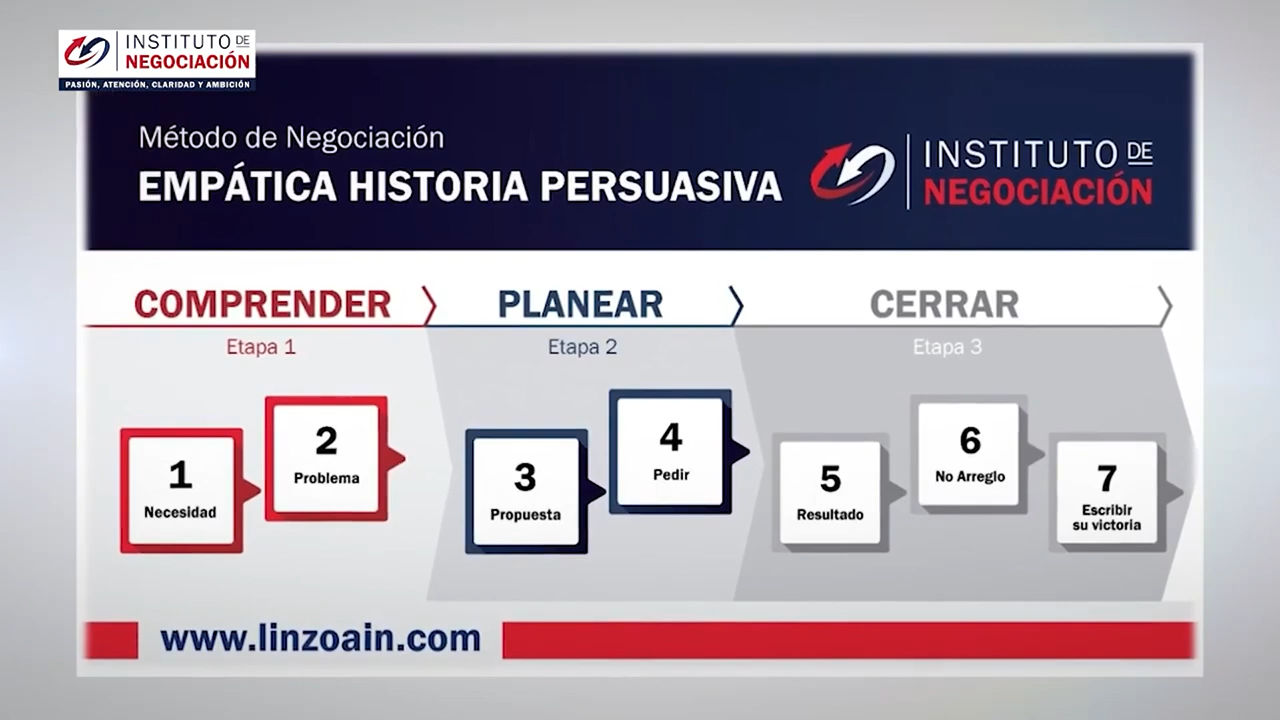 INSTITUTO DE
NEGOCIACIÓN
PASIÓN, ATENCIÓN, CLARIDAD Y AMBICIÓN
Método de Negociación
EMPÁTICA HISTORIA PERSUASIVA
INSTITUTO DE
NEGOCIACIÓN
COMPRENDER
Etapa 1
PLANEAR
Etapa 2
CERRAR
Etapa 3
1
Necesidad
2
Problema
3
Propuesta
4
Pedir
5
Resultado
6
No Arreglo
7
Escribir
su victoria
www.linzoain.com